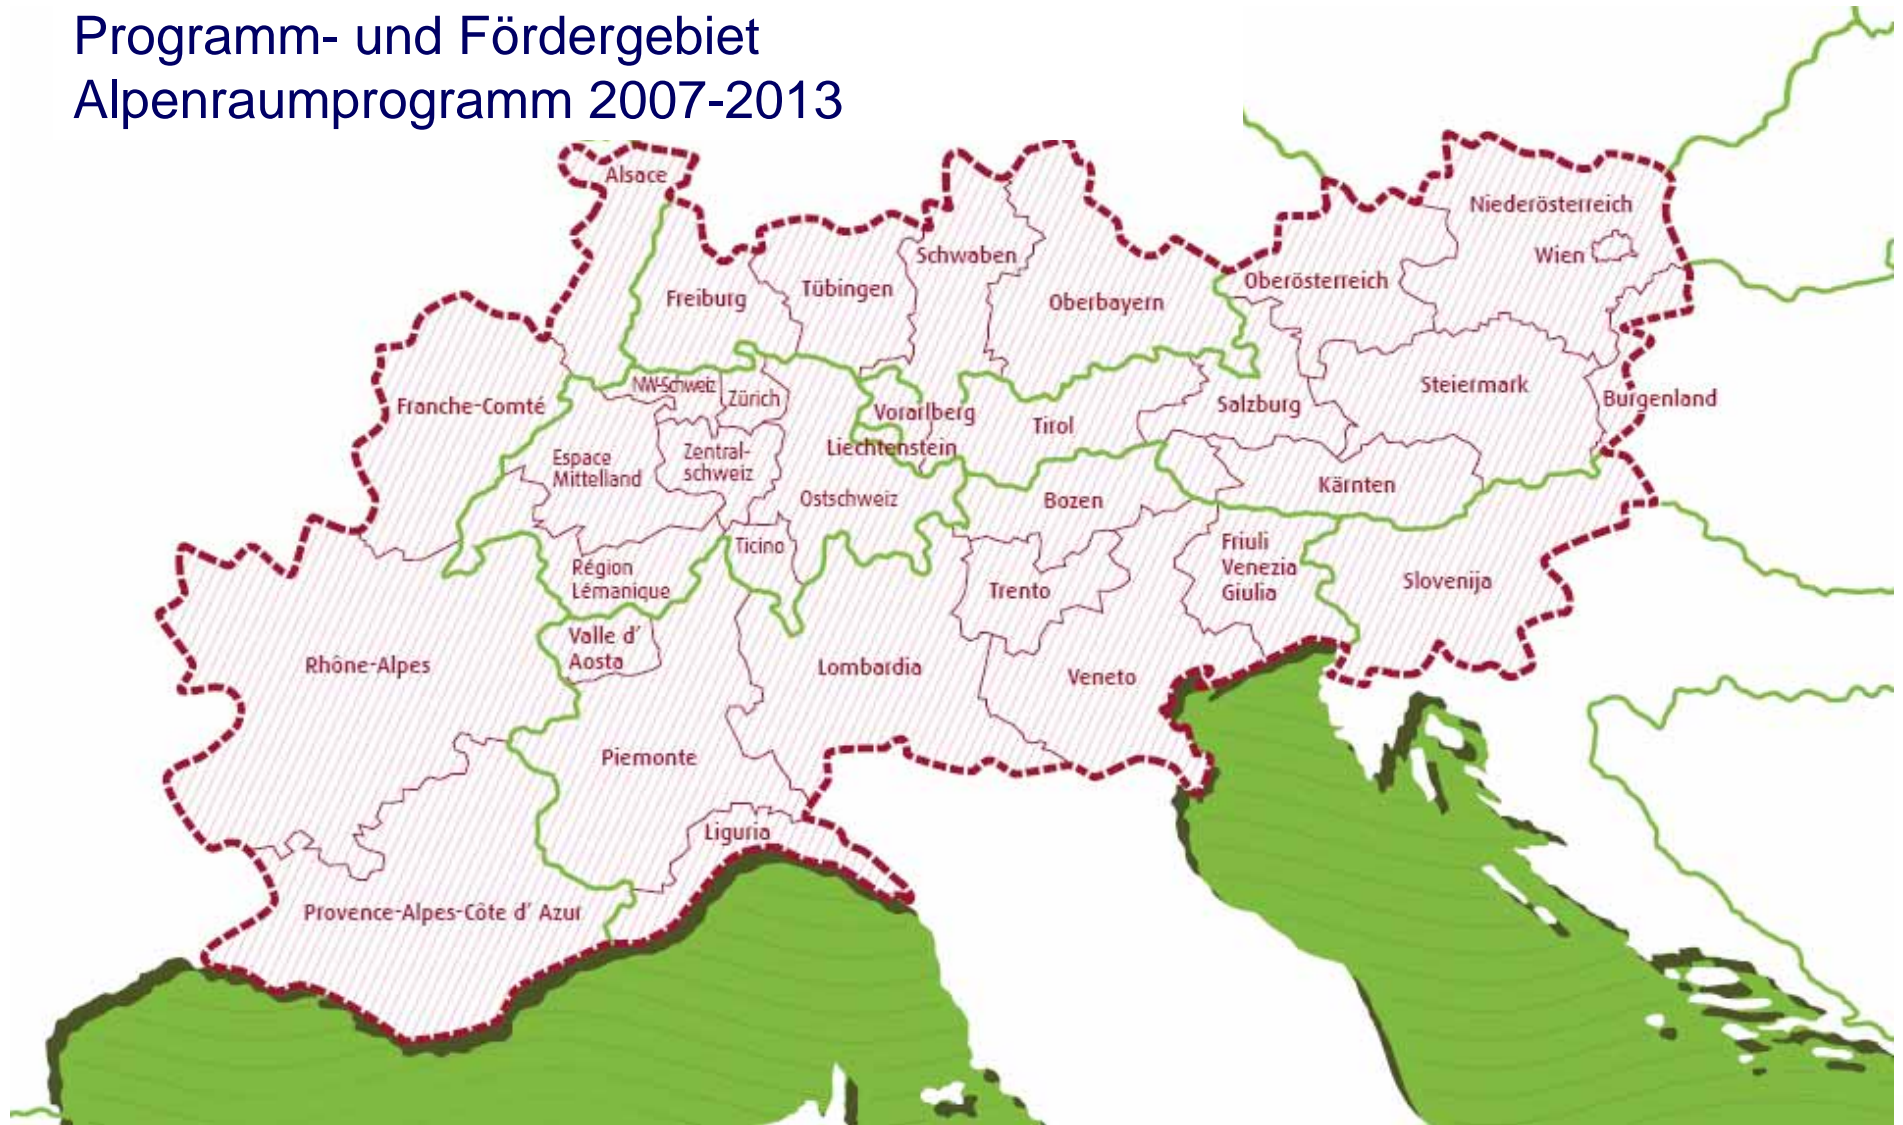 Programm- und Fördergebiet
Alpenraumprogramm 2007-2013
Alsace
Niederösterreich
Wien
Schwaben
Oberösterreich
Tübingen
Freiburg
Oberbayern
NW-Schweiz
Zürich
Steiermark
Burgenland
Franche-Comté
Vorarlberg
Tirol
Salzburg
Liechtenstein
Zentral-
schweiz
Espace
Mittelland
Ostschweiz
Bozen
Kärnten
Ticino
Friuli
Venezia
Giulia
Région
Lémanique
Trento
Slovenija
Valle d´
Aosta
Rhône-Alpes
Lombardia
Veneto
Piemonte
Liguria
Provence-Alpes-Côte d´ Azur